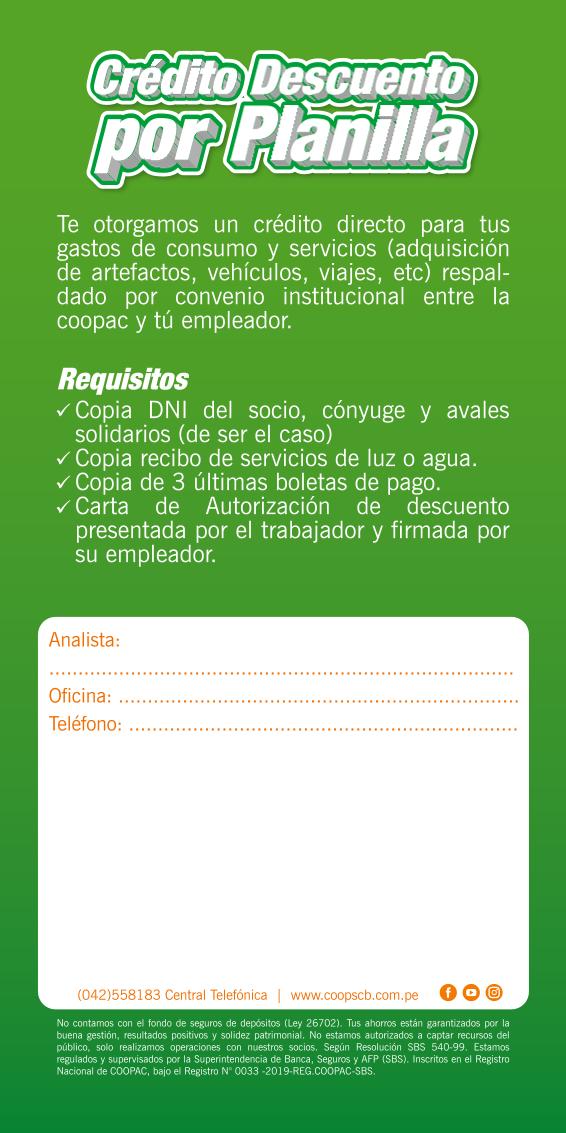 Crédito Descuento
por Planilla
Te otorgamos un crédito directo para tus
gastos de consumo y servicios (adquisición
de artefactos, vehículos, viajes, etc) respal-
dado por convenio institucional entre la
coopac y tú empleador.
Requisitos
✓ Copia DNI del socio, cónyuge y avales
solidarios (de ser el caso)
✓ Copia recibo de servicios de luz o agua.
✓ Copia de 3 últimas boletas de pago.
✓ Carta de Autorización de descuento
presentada por el trabajador y firmada por
su empleador.
Analista:
................................................................................
Oficina: .....................................................................
Teléfono: ...................................................................
(042)558183 Central Telefónica | www.coopscb.com.pe
No contamos con el fondo de seguros de depósitos (Ley 26702). Tus ahorros están garantizados por la
buena gestión, resultados positivos y solidez patrimonial. No estamos autorizados a captar recursos del
público, solo realizamos operaciones con nuestros socios. Según Resolución SBS 540-99. Estamos
regulados y supervisados por la Superintendencia de Banca, Seguros y AFP (SBS). Inscritos en el Registro
Nacional de COOPAC, bajo el Registro N° 0033 -2019-REG.COOPAC-SBS.